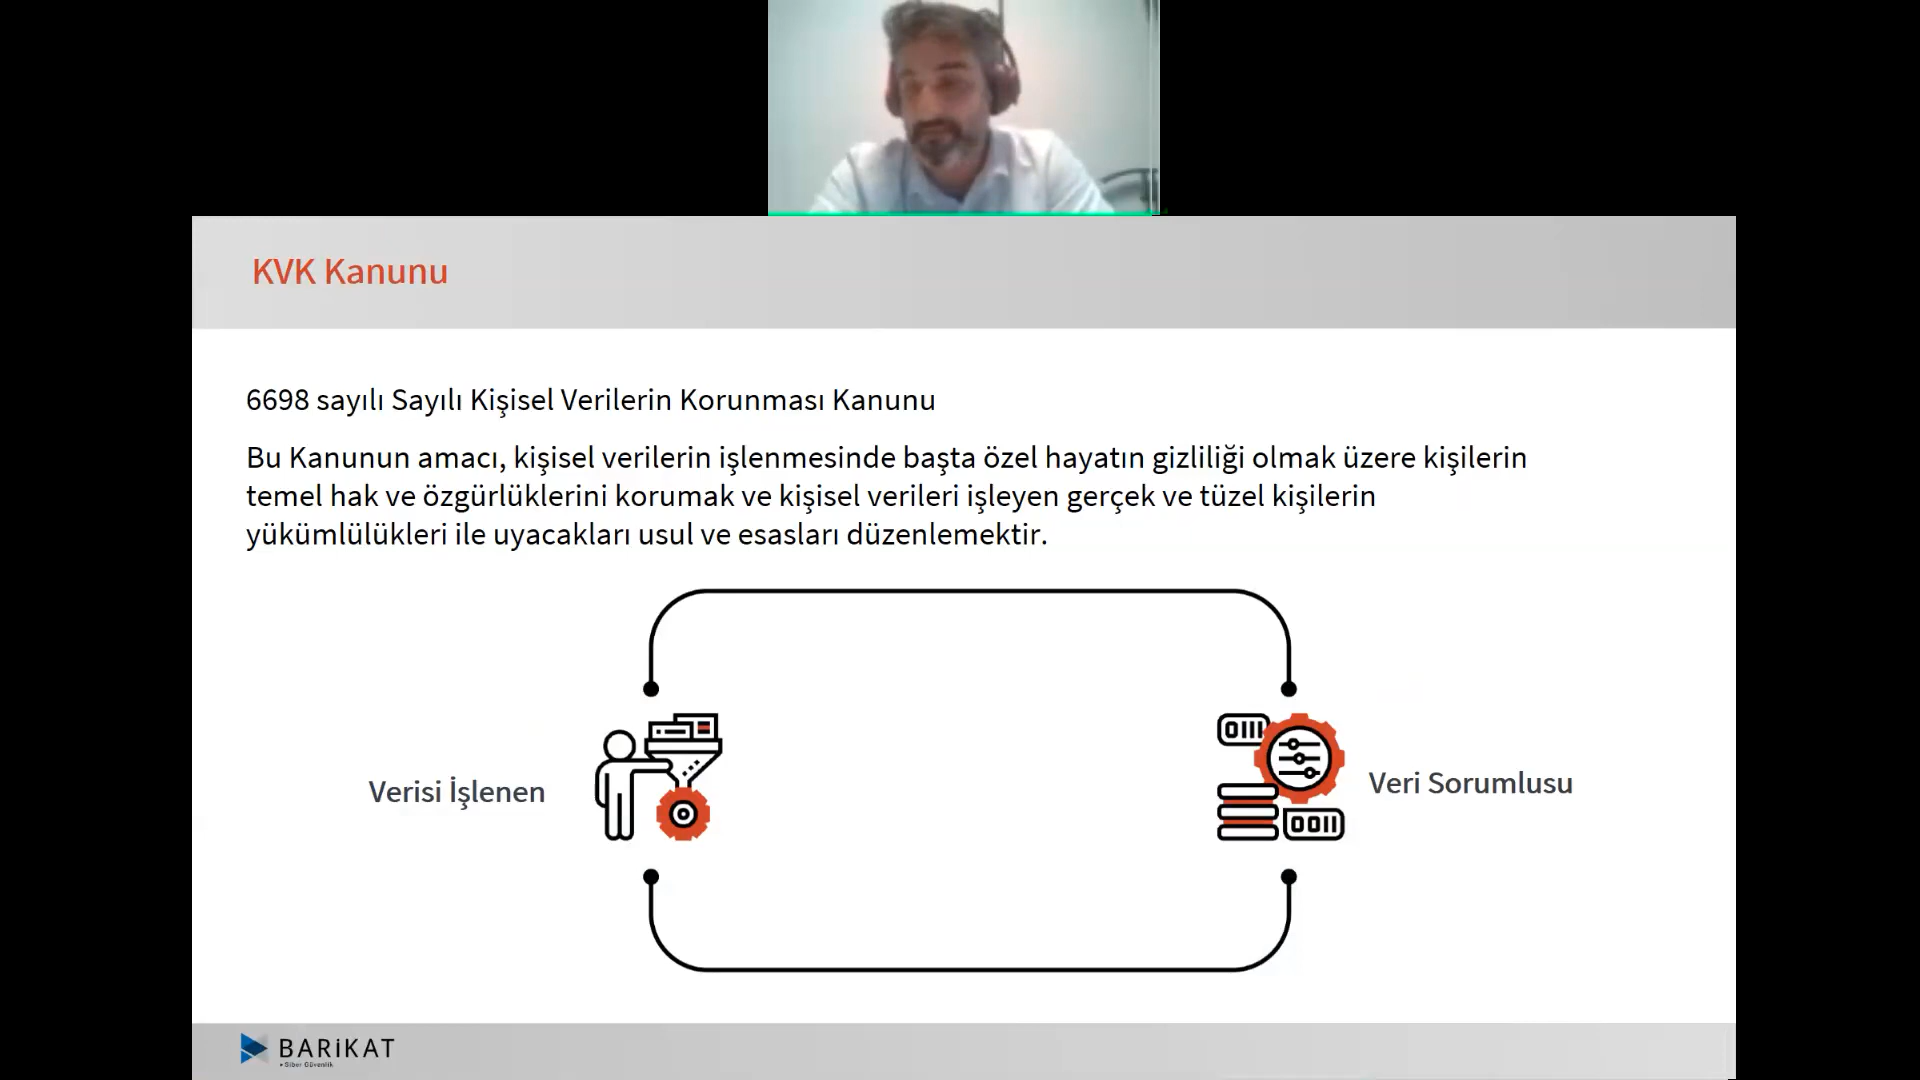 KVK Kanunu
6698 sayılı Sayılı Kişisel Verilerin Korunması Kanunu
Bu Kanunun amacı, kişisel verilerin işlenmesinde başta özel hayatın gizliliği olmak üzere kişilerin
temel hak ve özgürlüklerini korumak ve kişisel verileri işleyen gerçek ve tüzel kişilerin
yükümlülükleri ile uyacakları usul ve esasları düzenlemektir.
Verisi İşlenen
Veri Sorumlusu
BARİKAT
Siber Güvenlik